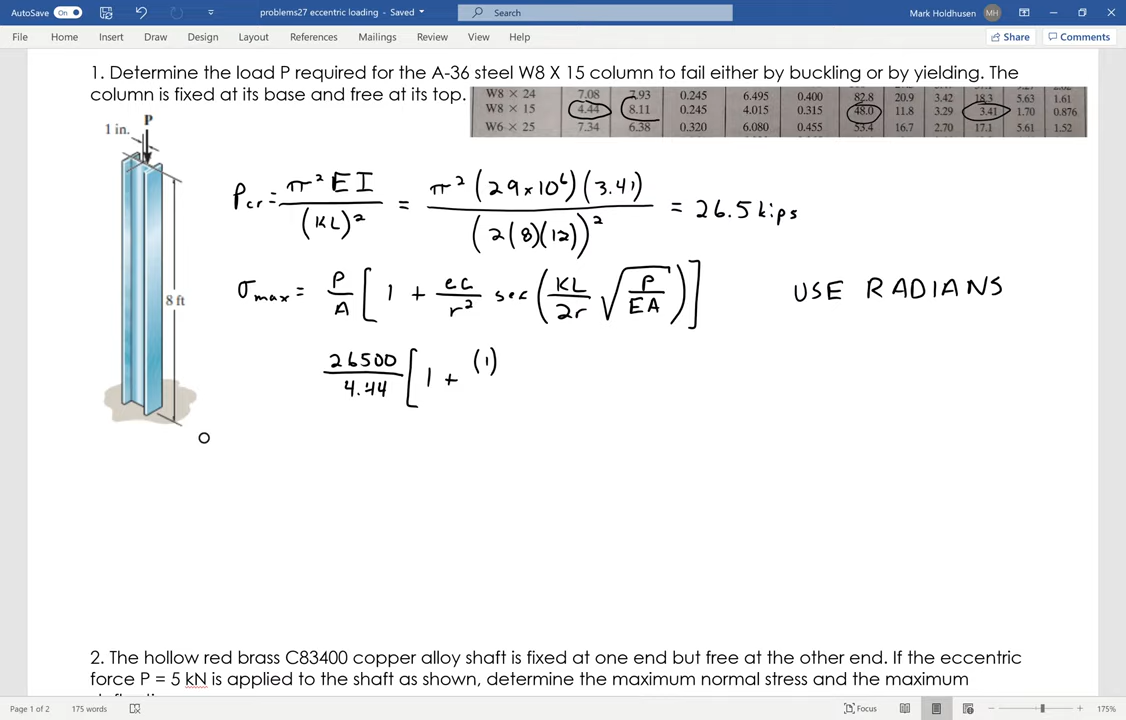 AutoSave On problems27 eccentric loading - Saved Search Mark Holdhusen MH
File Home Insert Draw Design Layout References Mailings Review View Help Share Comments
1. Determine the load P required for the A-36 steel W8 X 15 column to fail either by buckling or by yielding. The
column is fixed at its base and free at its top.
W8 × 24 7.08 7.93 0.245 6.495 0.400 82.8 20.9 3.42 18.3 5.63 1.61
W8 × 15 4.44 8.11 0.245 4.015 0.315 48.0 11.8 3.29 3.41 1.70 0.876
W6 × 25 7.34 6.38 0.320 6.080 0.455 53.4 16.7 2.70 17.1 5.61 1.52
P
1 in.
8 ft
Pcr = π² E I / (KL)² = π² (29×10⁶)(3.41) / (2(8)(12))² = 26.5 kips
σmax = P/A [1 + ec/r² sec(KL/2r √(P/EA))] USE RADIANS
26500/4.44 [1 + (1)
2. The hollow red brass C83400 copper alloy shaft is fixed at one end but free at the other end. If the eccentric
force P = 5 kN is applied to the shaft as shown, determine the maximum normal stress and the maximum
Page 1 of 2 175 words Focus 175%